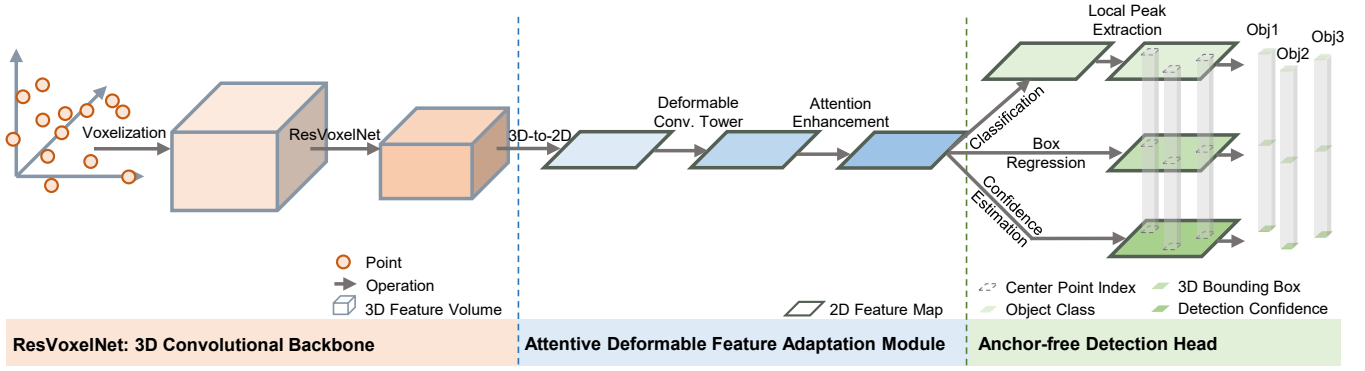 Voxelization
ResVoxelNet
3D-to-2D
Deformable
Conv. Tower
Attention
Enhancement
Classification
Box
Regression
Confidence
Estimation
Local Peak
Extraction
Obj1
Obj2
Obj3
Point
Operation
3D Feature Volume
2D Feature Map
Center Point Index
Object Class
3D Bounding Box
Detection Confidence
ResVoxelNet: 3D Convolutional Backbone
Attentive Deformable Feature Adaptation Module
Anchor-free Detection Head